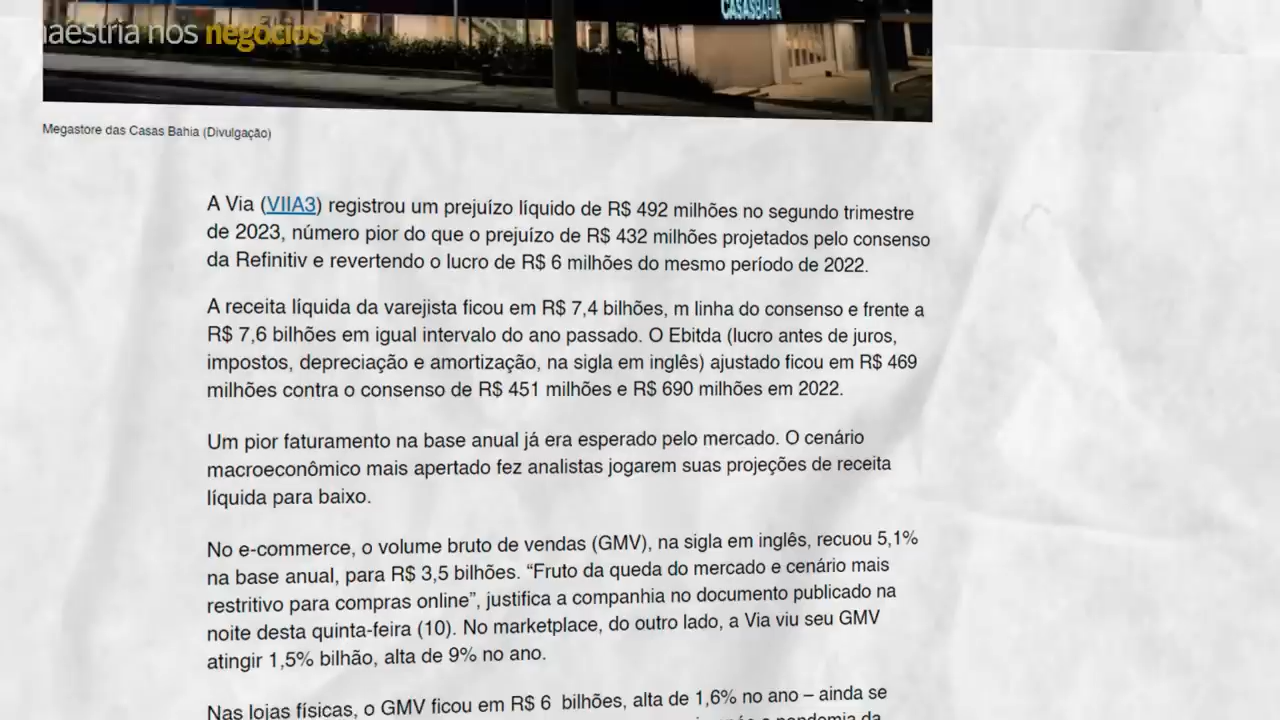 CASASBAHIA
maestria nos negócios
Megastore das Casas Bahia (Divulgação)
A Via (VIIA3) registrou um prejuízo líquido de R$ 492 milhões no segundo trimestre
de 2023, número pior do que o prejuízo de R$ 432 milhões projetados pelo consenso
da Refinitiv e revertendo o lucro de R$ 6 milhões do mesmo período de 2022.
A receita líquida da varejista ficou em R$ 7,4 bilhões, m linha do consenso e frente a
R$ 7,6 bilhões em igual intervalo do ano passado. O Ebitda (lucro antes de juros,
impostos, depreciação e amortização, na sigla em inglês) ajustado ficou em R$ 469
milhões contra o consenso de R$ 451 milhões e R$ 690 milhões em 2022.
Um pior faturamento na base anual já era esperado pelo mercado. O cenário
macroeconômico mais apertado fez analistas jogarem suas projeções de receita
líquida para baixo.
No e-commerce, o volume bruto de vendas (GMV), na sigla em inglês, recuou 5,1%
na base anual, para R$ 3,5 bilhões. “Fruto da queda do mercado e cenário mais
restritivo para compras online”, justifica a companhia no documento publicado na
noite desta quinta-feira (10). No marketplace, do outro lado, a Via viu seu GMV
atingir 1,5% bilhão, alta de 9% no ano.
Nas lojas físicas, o GMV ficou em R$ 6  bilhões, alta de 1,6% no ano – ainda se
pandemia da